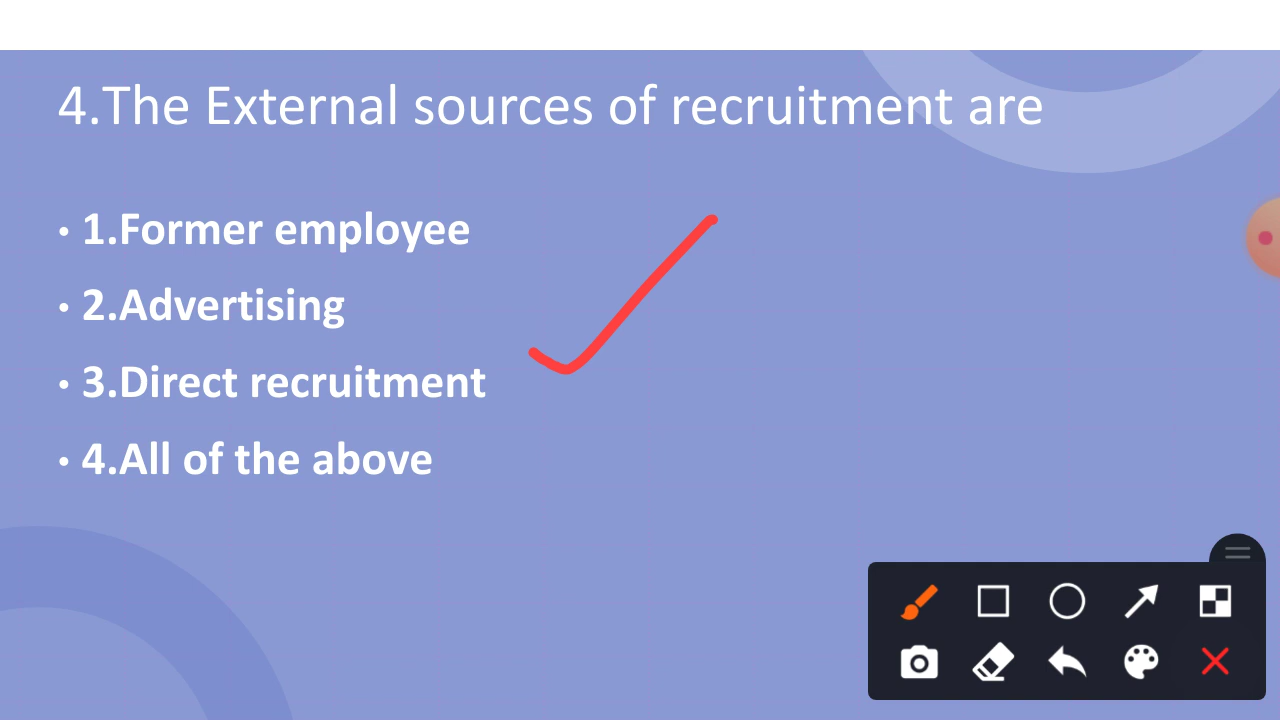 4.The External sources of recruitment are
• 1.Former employee
• 2.Advertising
• 3.Direct recruitment
• 4.All of the above